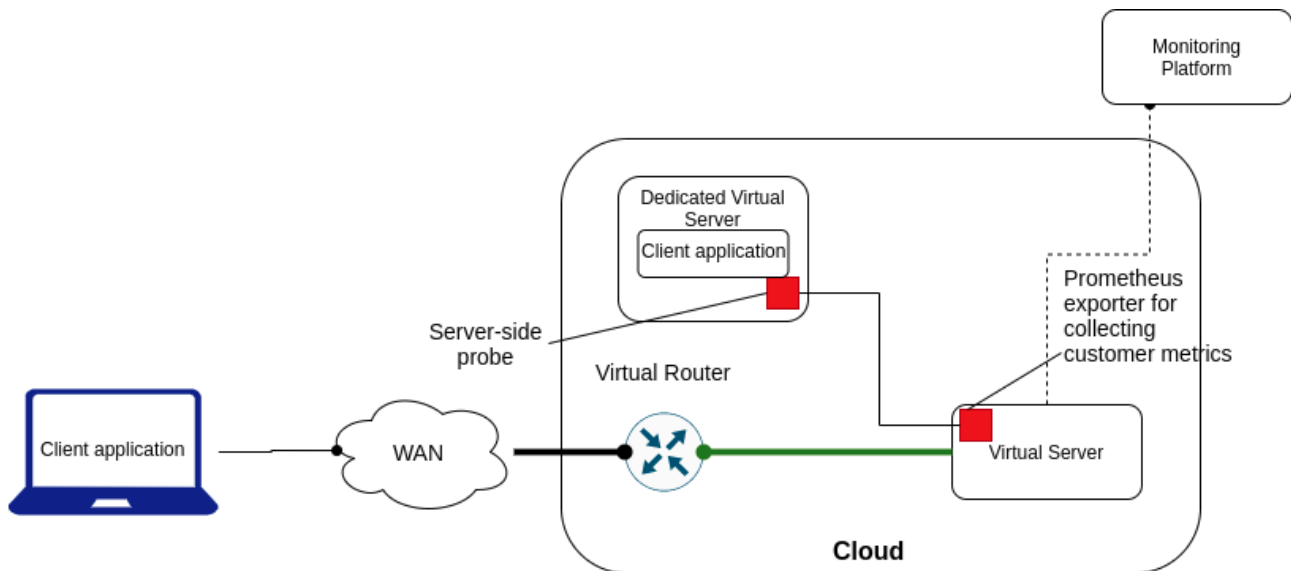 Monitoring
Platform
Dedicated Virtual
Server
Client application
Prometheus
exporter for
collecting
customer metrics
Server-side
probe
Virtual Router
Client application
WAN
Virtual Server
Cloud